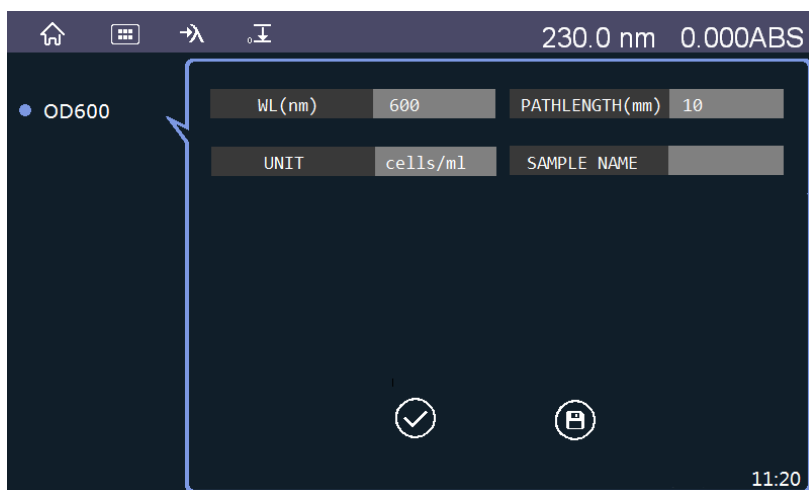 230.0 nm 0.000ABS
OD600
WL(nm) 600 PATHLENGTH(mm) 10
UNIT cells/ml SAMPLE NAME
11:20